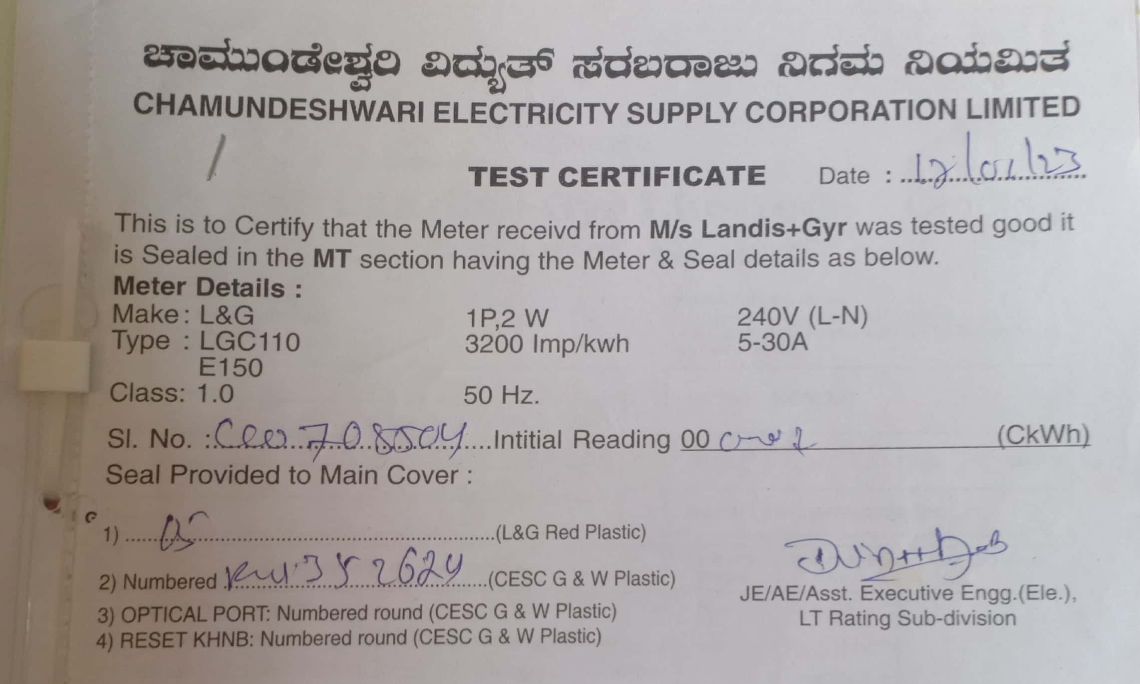 ಚಾಮುಂಡೇಶ್ವರಿ ವಿದ್ಯುತ್ ಸರಬರಾಜು ನಿಗಮ ನಿಯಮಿತ
CHAMUNDESHWARI ELECTRICITY SUPPLY CORPORATION LIMITED
TEST CERTIFICATE Date : 12/01/23
This is to Certify that the Meter receivd from M/s Landis+Gyr was tested good it
is Sealed in the MT section having the Meter & Seal details as below.
Meter Details :
Make : L&G 1P,2 W 240V (L-N)
Type : LGC110 3200 Imp/kwh 5-30A
E150
Class: 1.0 50 Hz.
Sl. No. : Intitial Reading 00 (CkWh)
Seal Provided to Main Cover :
1) (L&G Red Plastic)
2) Numbered (CESC G & W Plastic)
3) OPTICAL PORT: Numbered round (CESC G & W Plastic)
4) RESET KHNB: Numbered round (CESC G & W Plastic)
JE/AE/Asst. Executive Engg.(Ele.),
LT Rating Sub-division